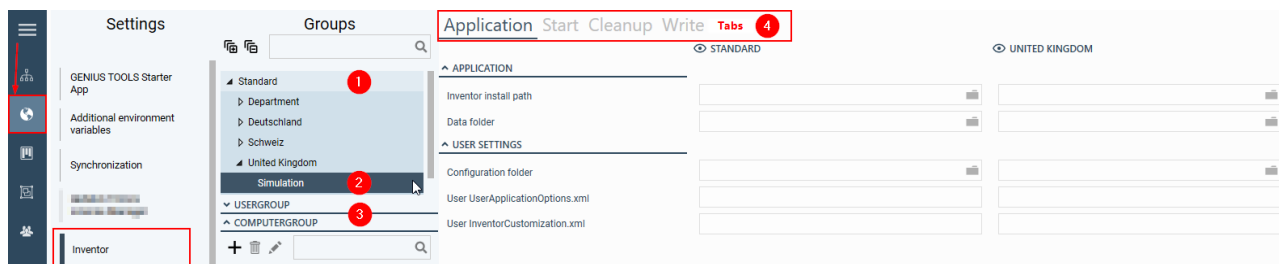 Settings
GENIUS TOOLS Starter
App
Additional environment
variables
Synchronization
Inventor
Groups
Standard 1
Department
Deutschland
Schweiz
United Kingdom
Simulation 2
USERGROUP
3
COMPUTERGROUP
Application Start Cleanup Write Tabs 4
STANDARD UNITED KINGDOM
APPLICATION
Inventor install path
Data folder
USER SETTINGS
Configuration folder
User UserApplicationOptions.xml
User InventorCustomization.xml